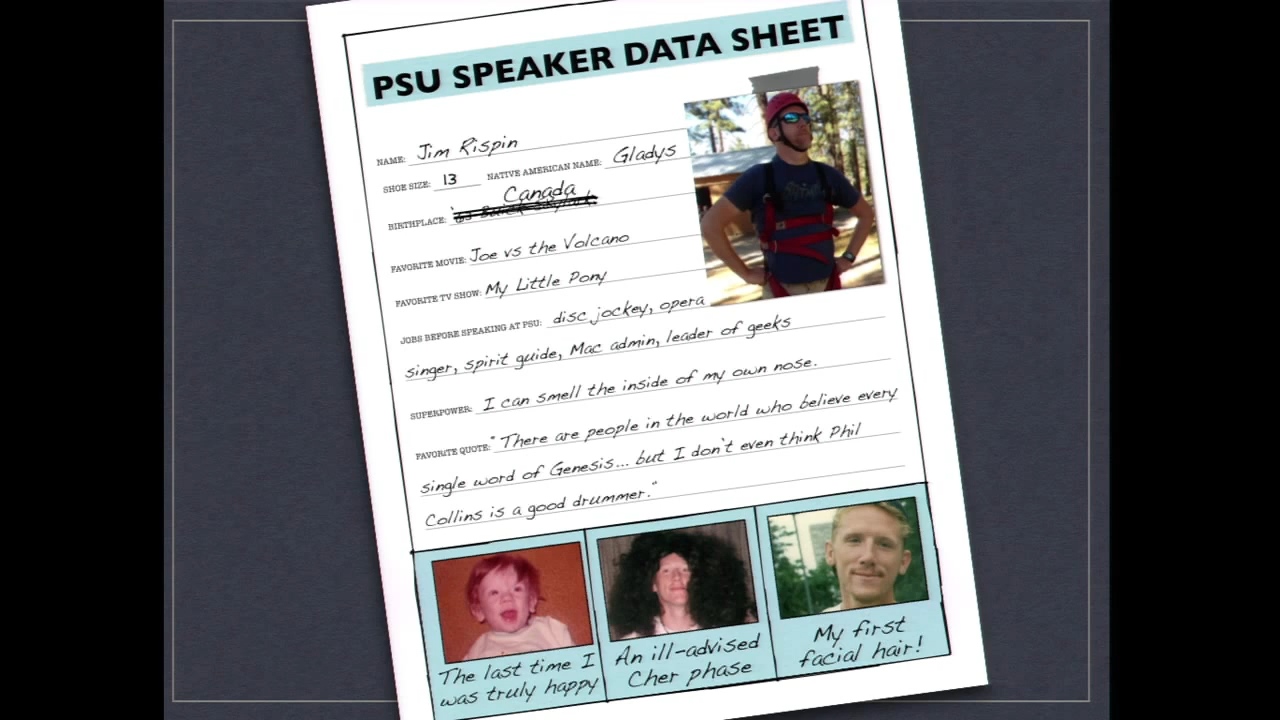 PSU SPEAKER DATA SHEET
NAME: Jim Rispin
SHOE SIZE: 13 NATIVE AMERICAN NAME: Gladys
BIRTHPLACE: Canada
FAVORITE MOVIE: Joe vs the Volcano
FAVORITE TV SHOW: My Little Pony
JOBS BEFORE SPEAKING AT PSU: disc jockey, opera
singer, spirit guide, Mac admin, leader of geeks
SUPERPOWER: I can smell the inside of my own nose.
FAVORITE QUOTE: "There are people in the world who believe every
single word of Genesis... but I don't even think Phil
Collins is a good drummer."
The last time I
was truly happy
An ill-advised
Cher phase
My first
facial hair!